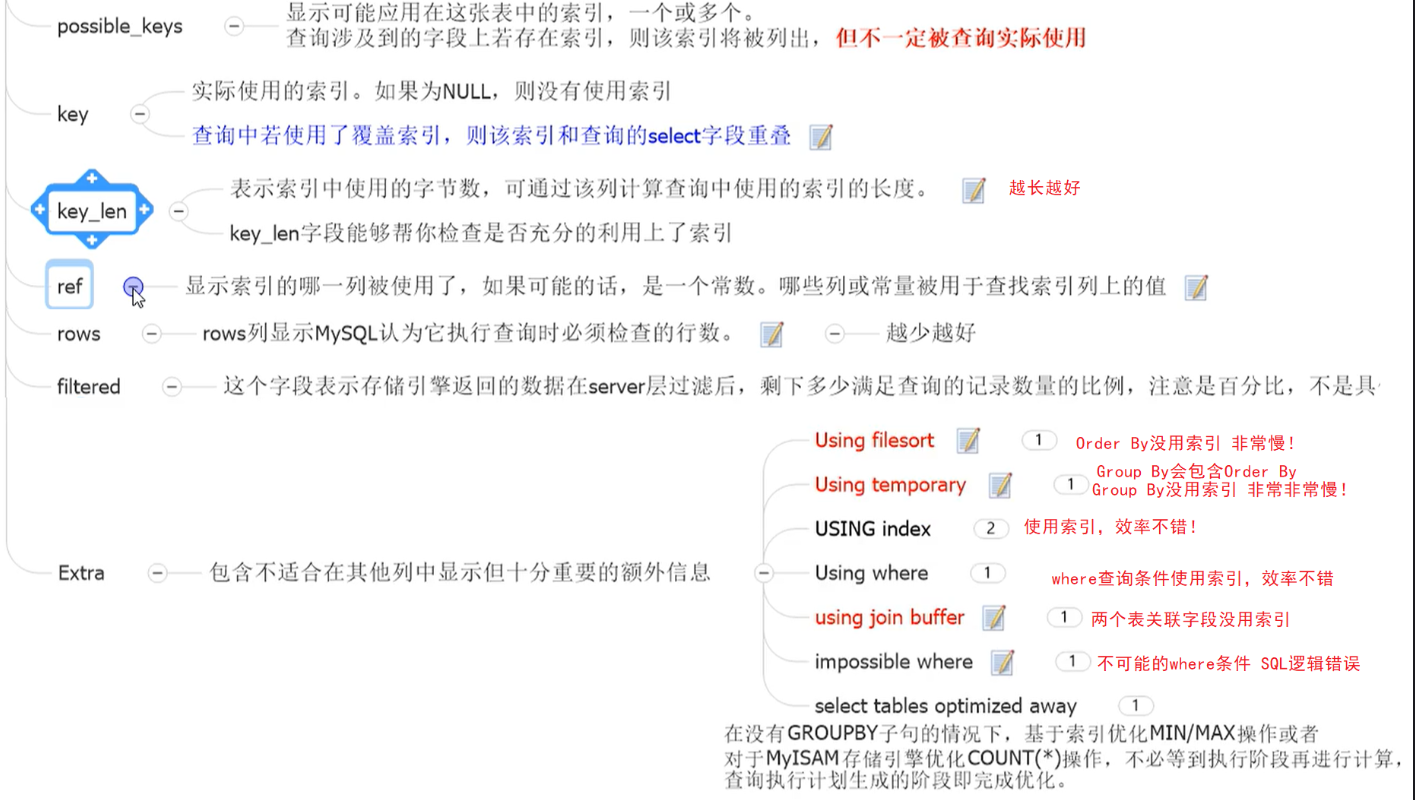 possible_keys
显示可能应用在这张表中的索引，一个或多个。
查询涉及到的字段上若存在索引，则该索引将被列出，但不一定被查询实际使用
key
实际使用的索引。如果为NULL，则没有使用索引
查询中若使用了覆盖索引，则该索引和查询的select字段重叠
key_len
表示索引中使用的字节数，可通过该列计算查询中使用的索引的长度。 越长越好
key_len字段能够帮你检查是否充分的利用上了索引
ref
显示索引的哪一列被使用了，如果可能的话，是一个常数。哪些列或常量被用于查找索引列上的值
rows
rows列显示MySQL认为它执行查询时必须检查的行数。 越少越好
filtered
这个字段表示存储引擎返回的数据在server层过滤后，剩下多少满足查询的记录数量的比例，注意是百分比，不是具
Extra
包含不适合在其他列中显示但十分重要的额外信息
Using filesort 1 Order By没用索引 非常慢！
Using temporary 1 Group By会包含Order By
Group By没用索引 非常非常慢！
USING index 2 使用索引，效率不错！
Using where 1 where查询条件使用索引，效率不错
using join buffer 1 两个表关联字段没用索引
impossible where 1 不可能的where条件 SQL逻辑错误
select tables optimized away 1
在没有GROUPBY子句的情况下，基于索引优化MIN/MAX操作或者
对于MyISAM存储引擎优化COUNT(*)操作，不必等到执行阶段再进行计算，
查询执行计划生成的阶段即完成优化。